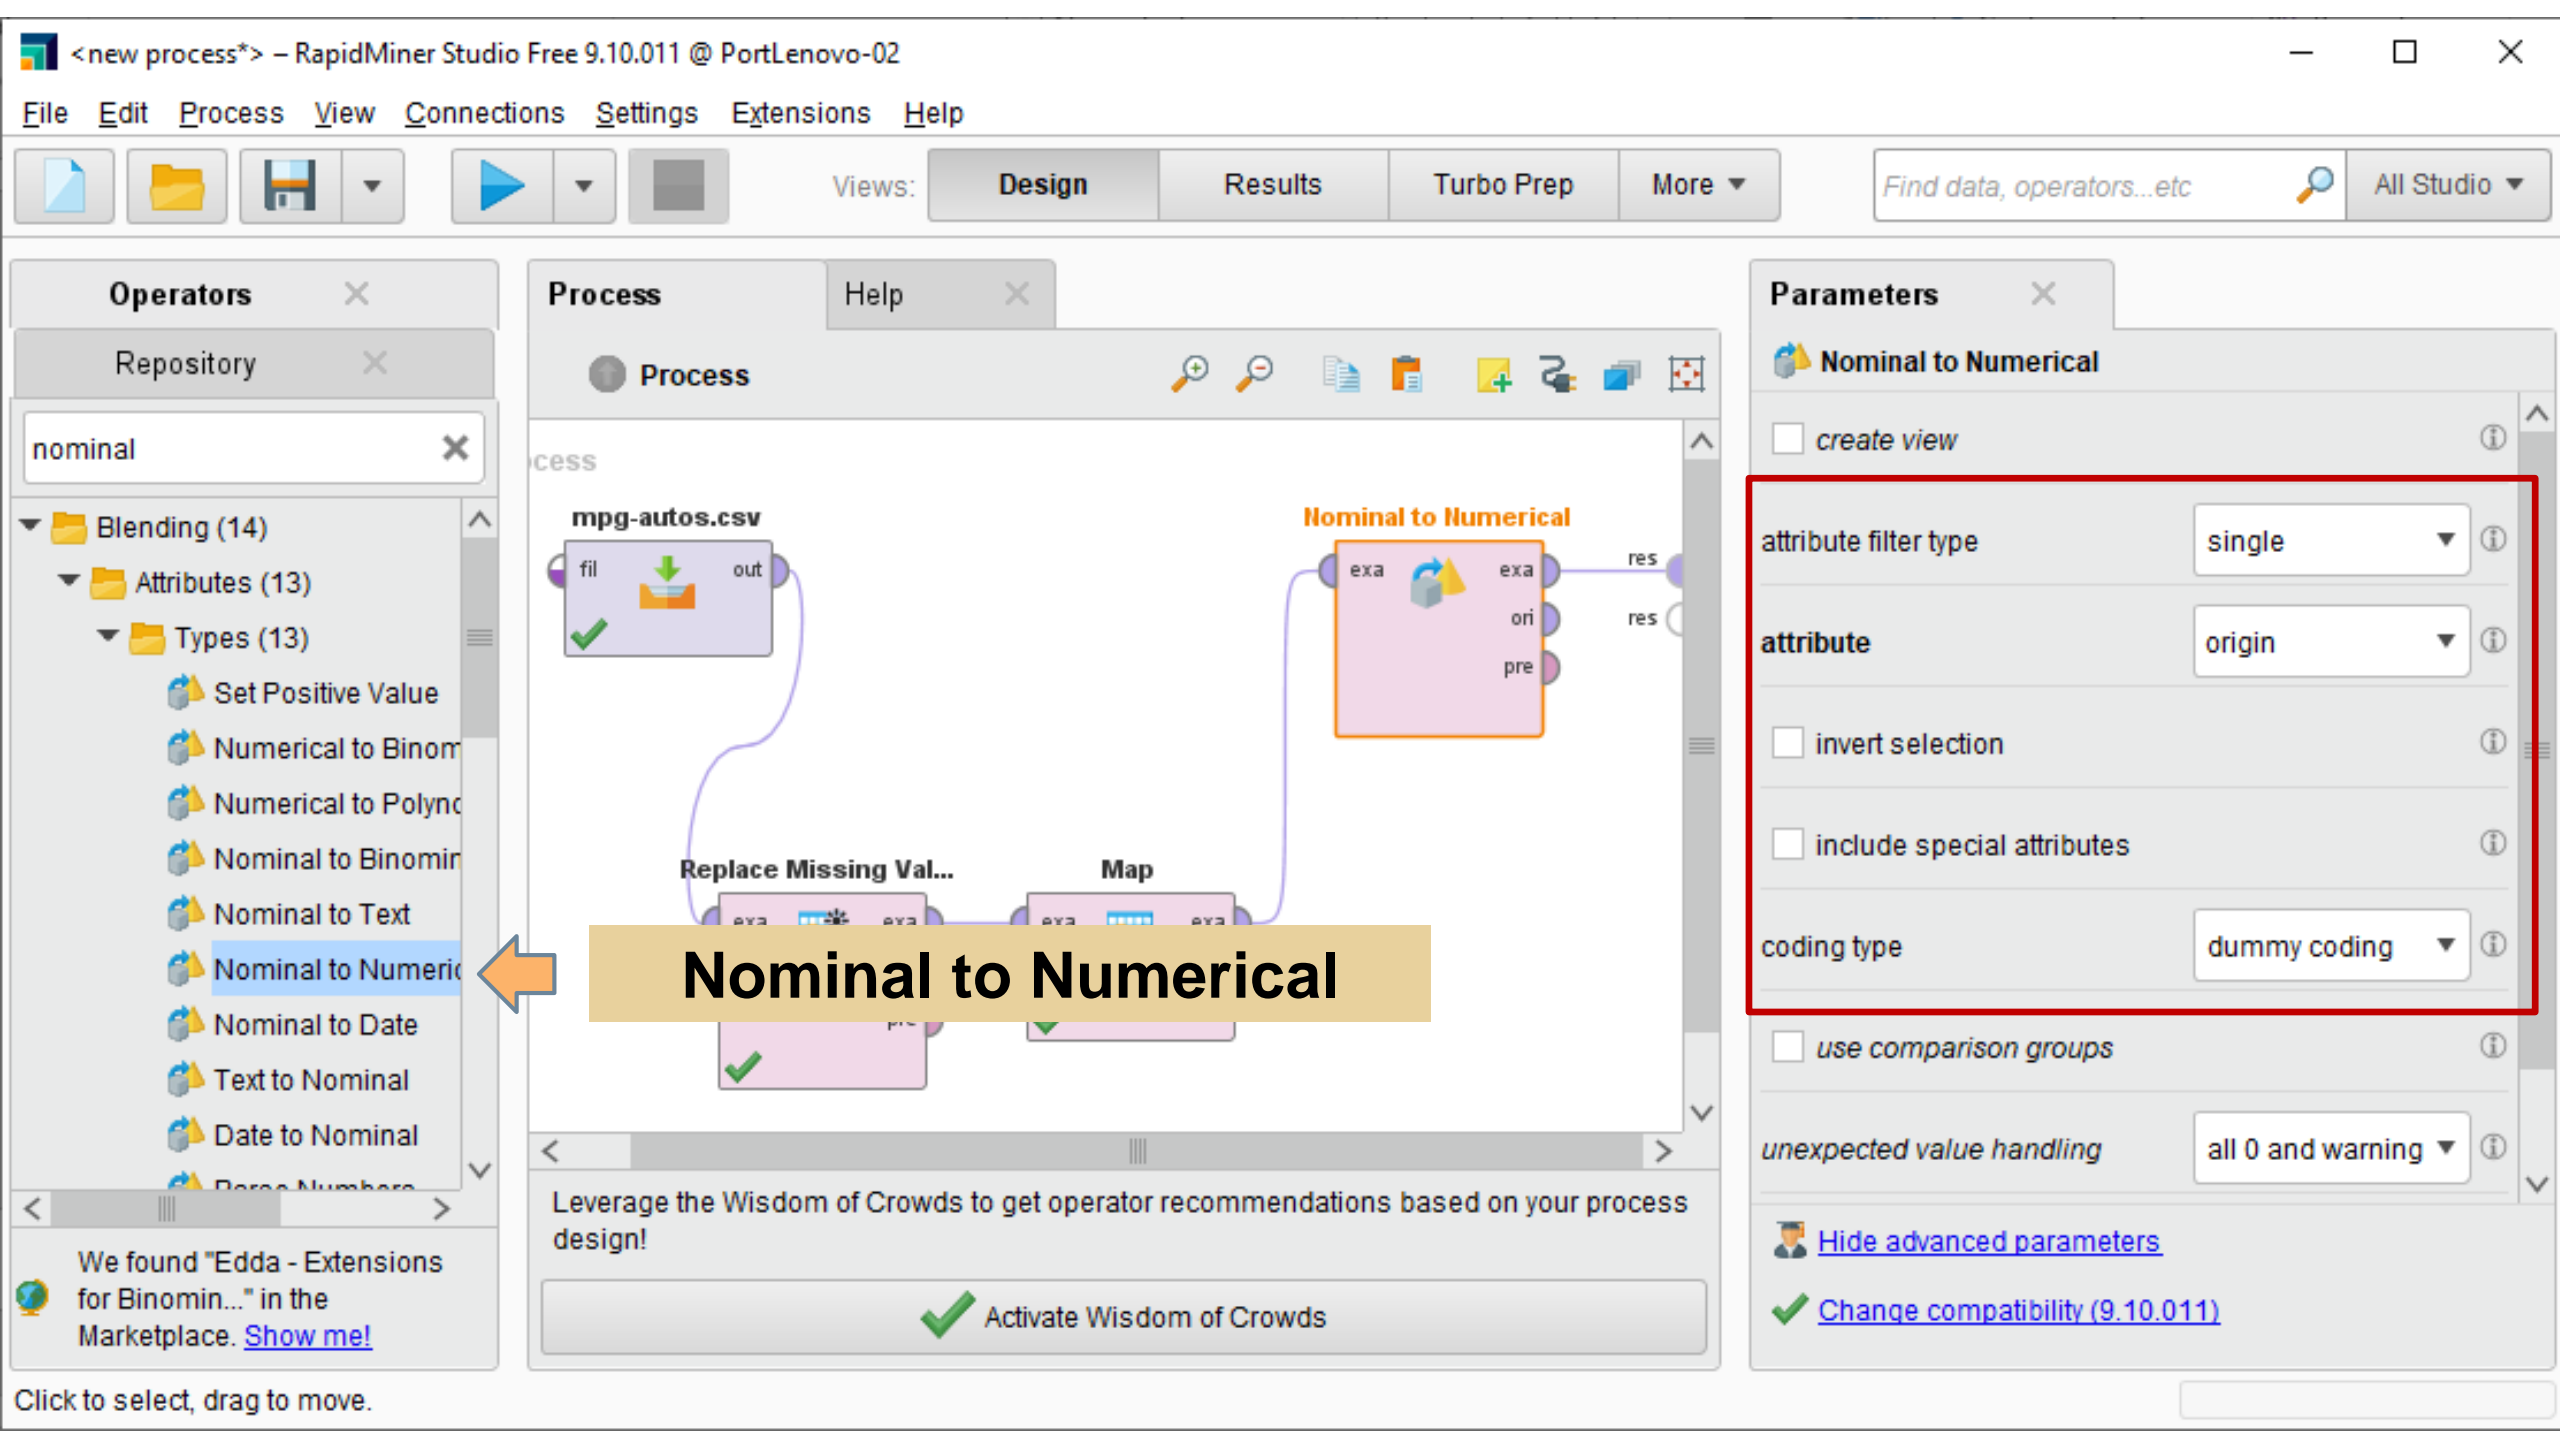 <new process*> – RapidMiner Studio Free 9.10.011 @ PortLenovo-02
File Edit Process View Connections Settings Extensions Help
Views: Design Results Turbo Prep More Find data, operators...etc All Studio
Operators
Repository
nominal
Blending (14)
Attributes (13)
Types (13)
Set Positive Value
Numerical to Binom
Numerical to Polyno
Nominal to Binomin
Nominal to Text
Nominal to Numeric
Nominal to Date
Text to Nominal
Date to Nominal
Parse Numbers
We found "Edda - Extensions
for Binomin..." in the
Marketplace. Show me!
Process Help
Process
cess
mpg-autos.csv
fil out
Nominal to Numerical
exa exa res
ori res
pre
Replace Missing Val... Map
exa exa exa exa
Nominal to Numerical
pre
Leverage the Wisdom of Crowds to get operator recommendations based on your process
design!
Activate Wisdom of Crowds
Parameters
Nominal to Numerical
create view
attribute filter type single
attribute origin
invert selection
include special attributes
coding type dummy coding
use comparison groups
unexpected value handling all 0 and warning
Hide advanced parameters
Change compatibility (9.10.011)
Click to select, drag to move.